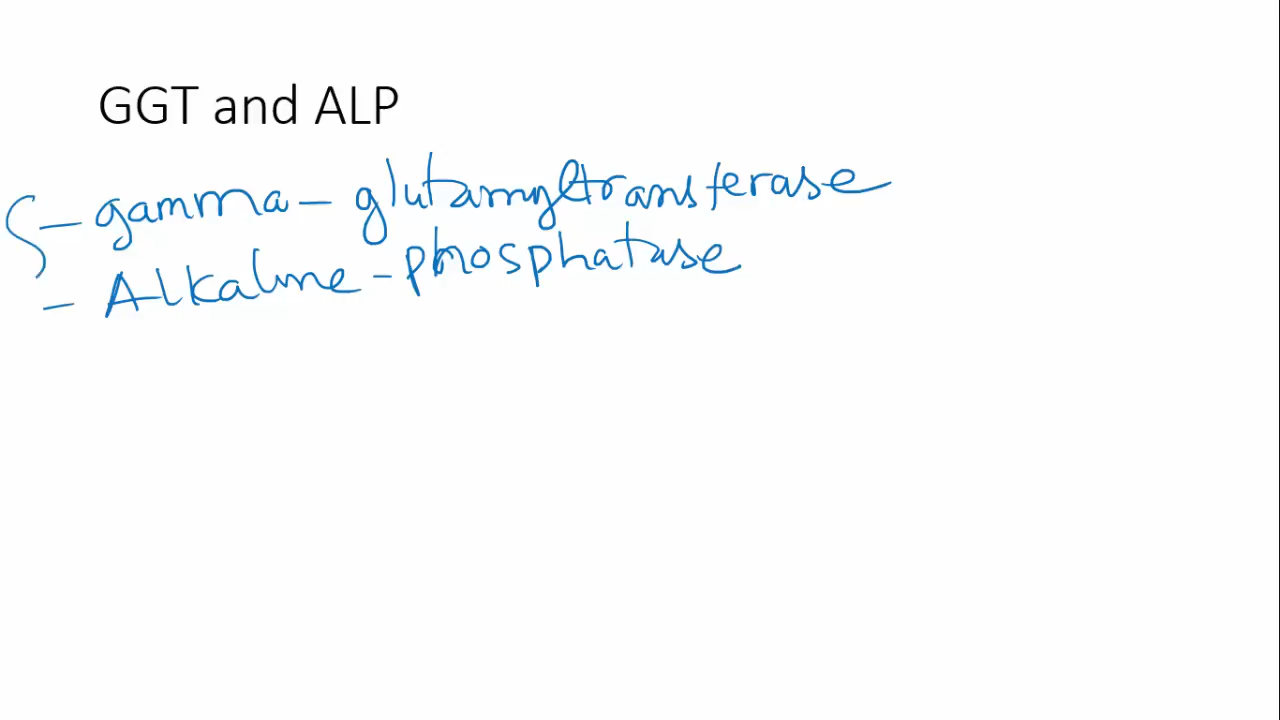 GGT and ALP
- gamma - glutamyltransferase
- Alkaline - phosphatase